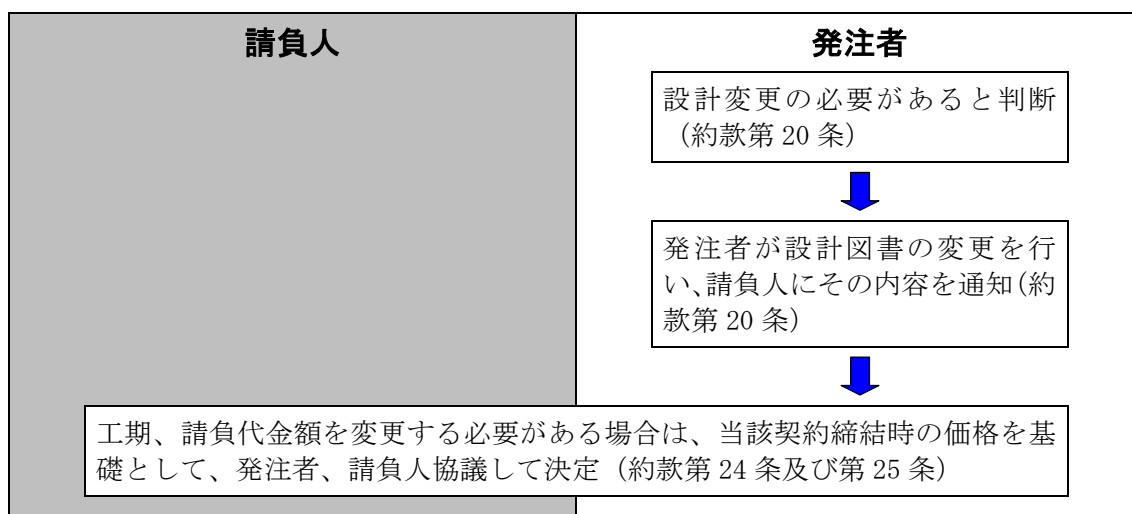 請負人
発注者
設計変更の必要があると判断
（約款第 20 条）
発注者が設計図書の変更を行
い、請負人にその内容を通知（約
款第 20 条）
工期、請負代金額を変更する必要がある場合は、当該契約締結時の価格を基
礎として、発注者、請負人協議して決定（約款第 24 条及び第 25 条）